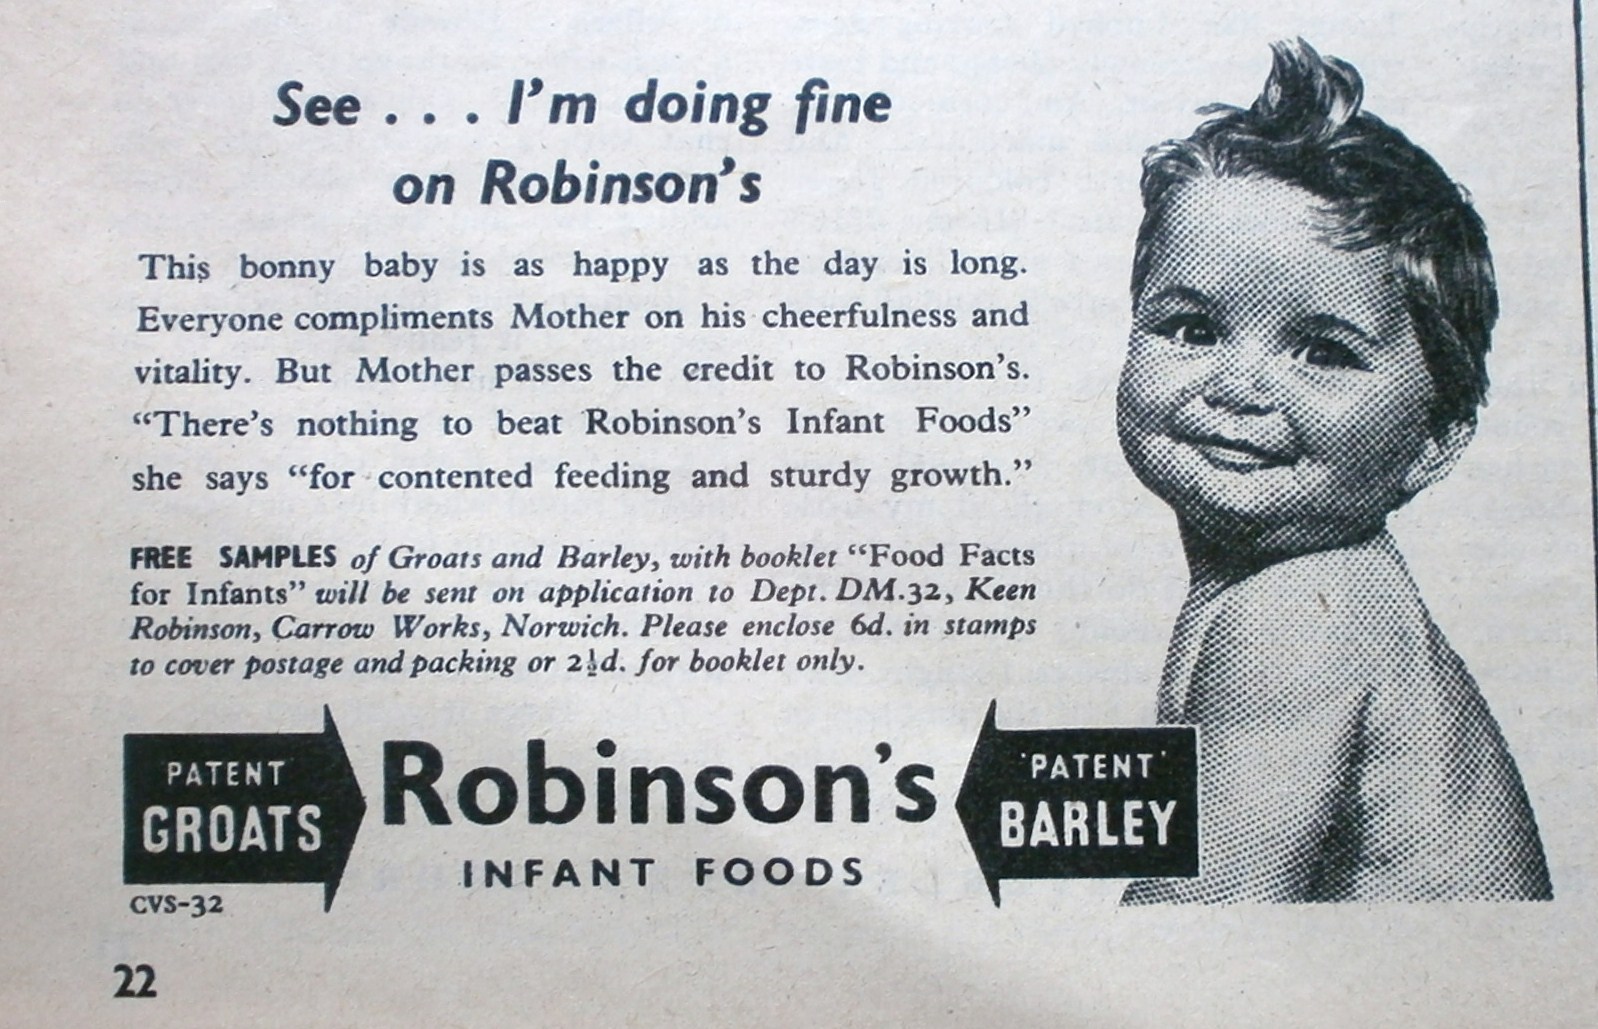 See . . . I'm doing fine
on Robinson's
This bonny baby is as happy as the day is long.
Everyone compliments Mother on his cheerfulness and
vitality. But Mother passes the credit to Robinson's.
“There's nothing to beat Robinson's Infant Foods”
she says “for contented feeding and sturdy growth.”
FREE SAMPLES of Groats and Barley, with booklet “Food Facts
for Infants” will be sent on application to Dept. DM.32, Keen
Robinson, Carrow Works, Norwich. Please enclose 6d. in stamps
to cover postage and packing or 2½d. for booklet only.
PATENT
GROATS
Robinson's
INFANT FOODS
'PATENT'
BARLEY
CVS-32
22